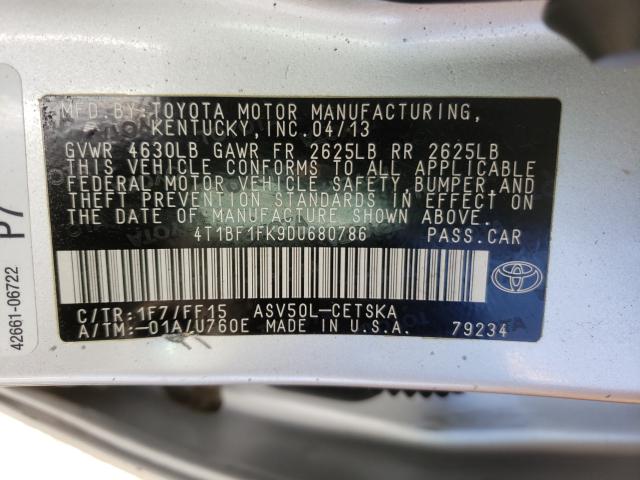 MFD.BY:TOYOTA MOTOR MANUFACTURING,
KENTUCKY,INC.04/13
GVWR 4630LB GAWR FR 2625LB RR 2625LB
THIS VEHICLE CONFORMS TO ALL APPLICABLE
FEDERAL MOTOR VEHICLE SAFETY,BUMPER,AND
THEFT PREVENTION STANDARDS IN EFFECT ON
THE DATE OF MANUFACTURE SHOWN ABOVE.
4T1BF1FK9DU680786 PASS.CAR
C/TR:1F7/FF15 ASV50L-CETSKA
A/TM:-01A/U760E MADE IN U.S.A. 79234
42661-06722
P7